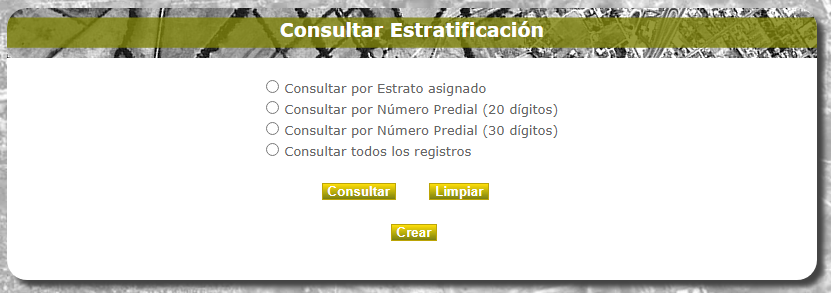 Consultar Estratificación
Consultar por Estrato asignado
Consultar por Número Predial (20 dígitos)
Consultar por Número Predial (30 dígitos)
Consultar todos los registros
Consultar Limpiar
Crear